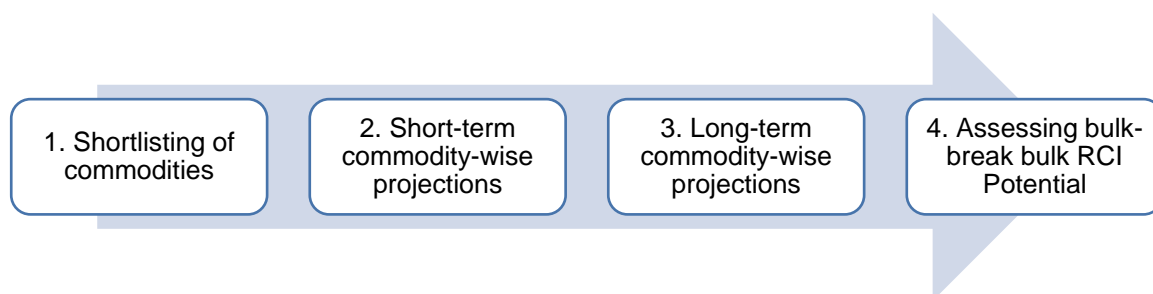 1. Shortlisting of
commodities
2. Short-term
commodity-wise
projections
3. Long-term
commodity-wise
projections
4. Assessing bulk-
break bulk RCI
Potential